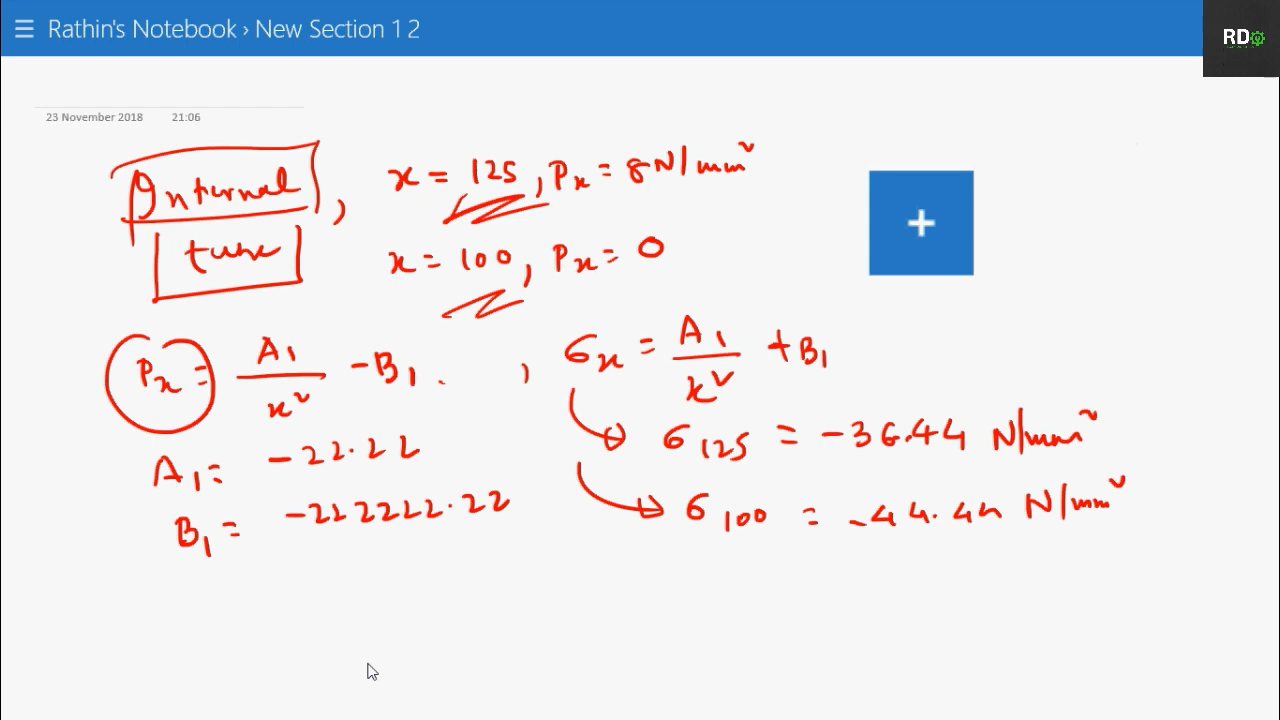 Rathin's Notebook › New Section 1 2
RD
23 November 2018 21:06
Internal tube, x = 125, Px = 8 N/mm²
x = 100, Px = 0
Px = A₁/x² - B₁ . , σx = A₁/x² + B₁
A₁ = -22.22
σ₁₂₅ = -36.44 N/mm²
B₁ = -222222.22
σ₁₀₀ = -44.44 N/mm²